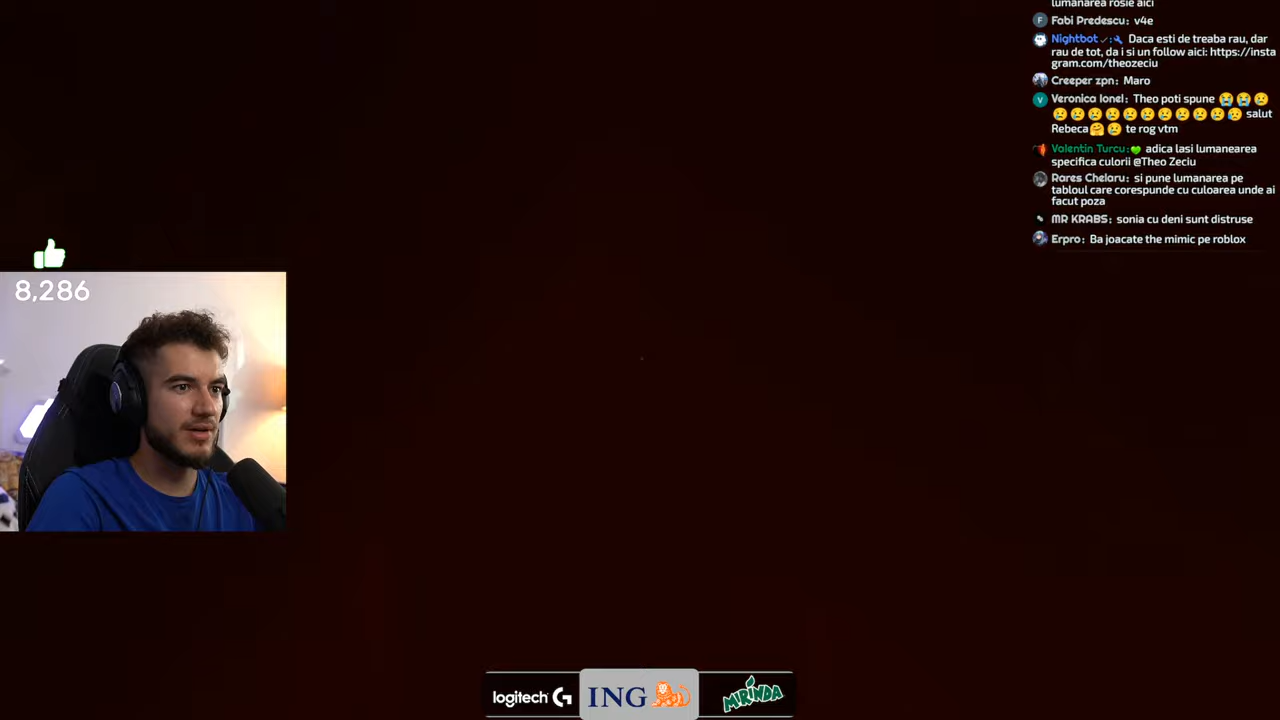 lumanarea rosie aici
Fabi Predescu: v4e
Nightbot: Daca esti de treaba rau, dar
rau de tot, da i si un follow aici: https://insta
gram.com/theozeciu
Creeper zpn: Maro
Veronica Ionel: Theo poti spune 😭😭😢
😢😢😢😢😢😢😢😢😢😢😥 salut
Rebeca🤗😢 te rog vtm
Valentin Turcu:💚 adica lasi lumanearea
specifica culorii @Theo Zeciu
Rares Chelaru: si pune lumanarea pe
tabloul care corespunde cu culoarea unde ai
facut poza
MR KRABS: sonia cu deni sunt distruse
Erpro: Ba joacate the mimic pe roblox
8,286
logitech G
ING
MIRINDA